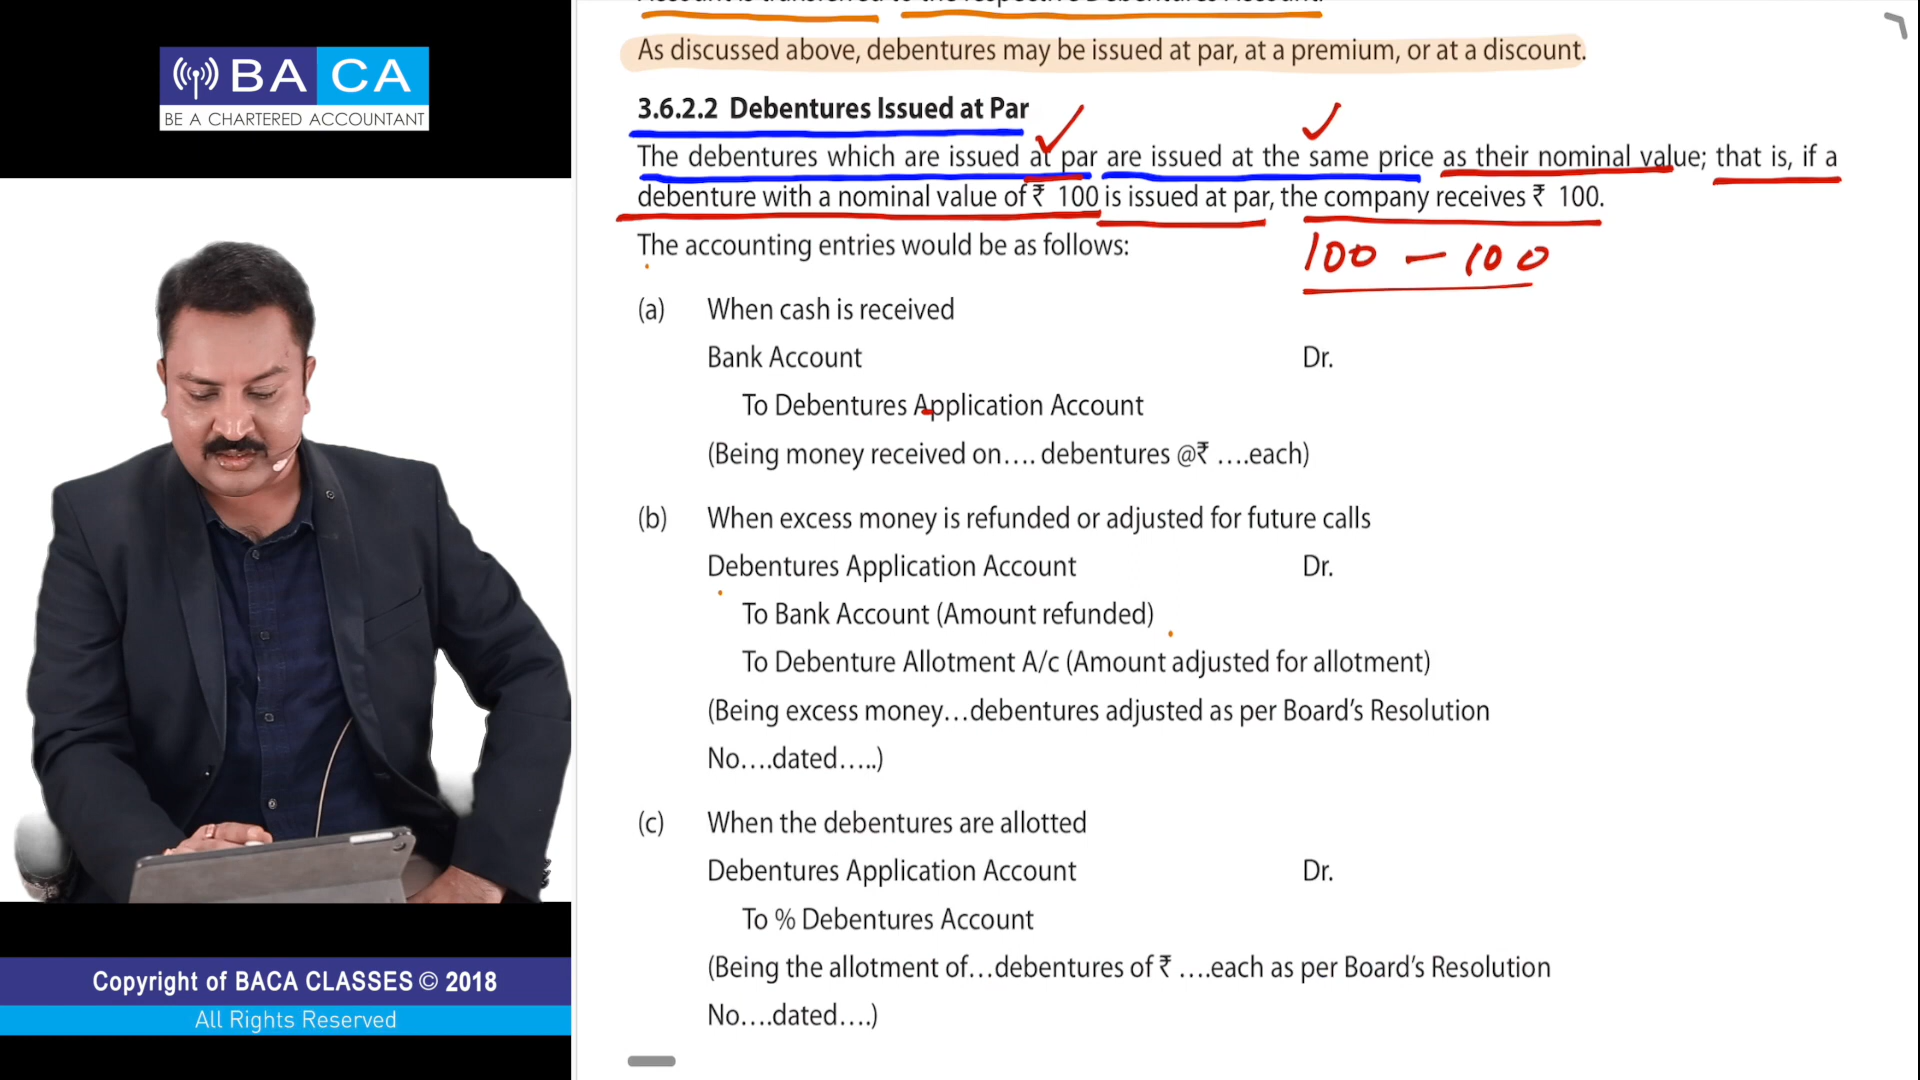 BA CA
BE A CHARTERED ACCOUNTANT
As discussed above, debentures may be issued at par, at a premium, or at a discount.
3.6.2.2 Debentures Issued at Par
The debentures which are issued at par are issued at the same price as their nominal value; that is, if a
debenture with a nominal value of ₹ 100 is issued at par, the company receives ₹ 100.
The accounting entries would be as follows:
100 — 100
(a) When cash is received
Bank Account Dr.
To Debentures Application Account
(Being money received on.... debentures @₹ ....each)
(b) When excess money is refunded or adjusted for future calls
Debentures Application Account Dr.
To Bank Account (Amount refunded)
To Debenture Allotment A/c (Amount adjusted for allotment)
(Being excess money...debentures adjusted as per Board's Resolution
No....dated.....)
(c) When the debentures are allotted
Debentures Application Account Dr.
To % Debentures Account
(Being the allotment of...debentures of ₹ ....each as per Board's Resolution
No....dated....)
Copyright of BACA CLASSES © 2018
All Rights Reserved